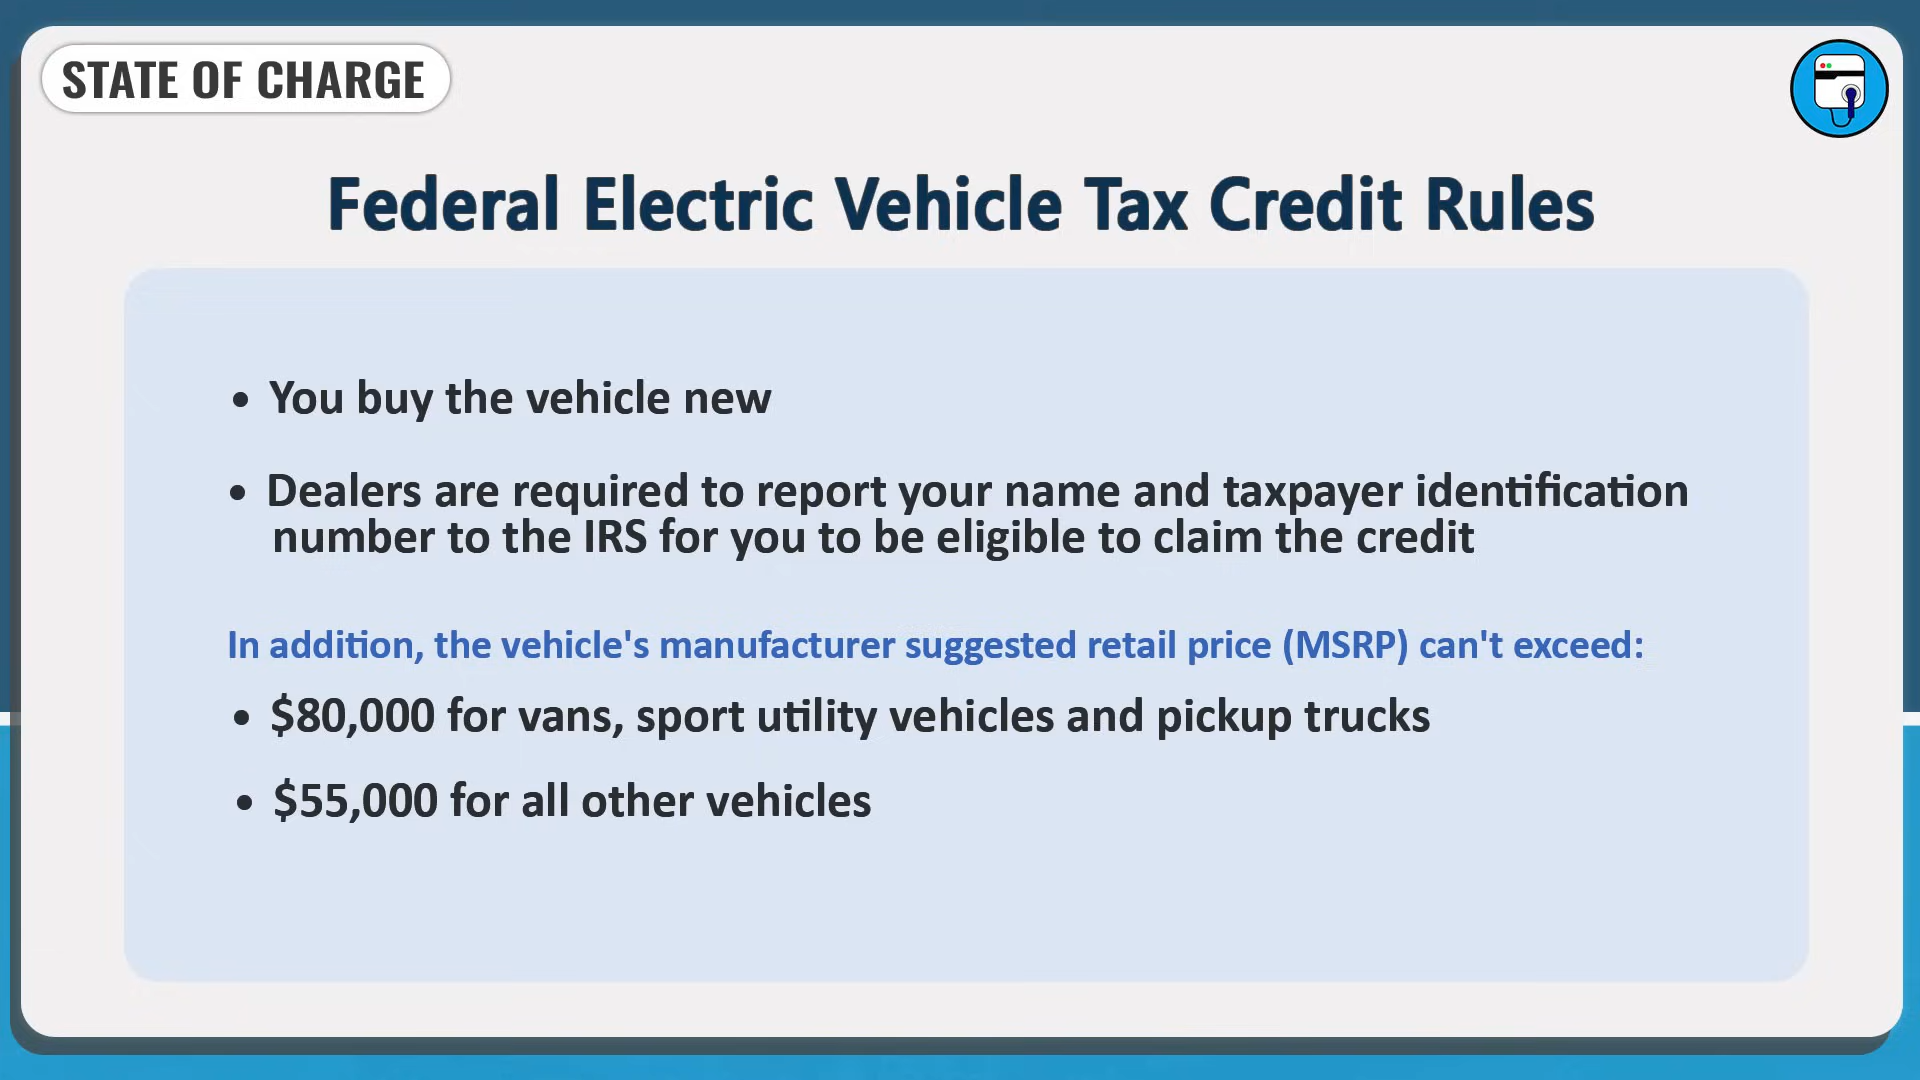 STATE OF CHARGE
Federal Electric Vehicle Tax Credit Rules
• You buy the vehicle new
• Dealers are required to report your name and taxpayer identification
number to the IRS for you to be eligible to claim the credit
In addition, the vehicle's manufacturer suggested retail price (MSRP) can't exceed:
• $80,000 for vans, sport utility vehicles and pickup trucks
• $55,000 for all other vehicles